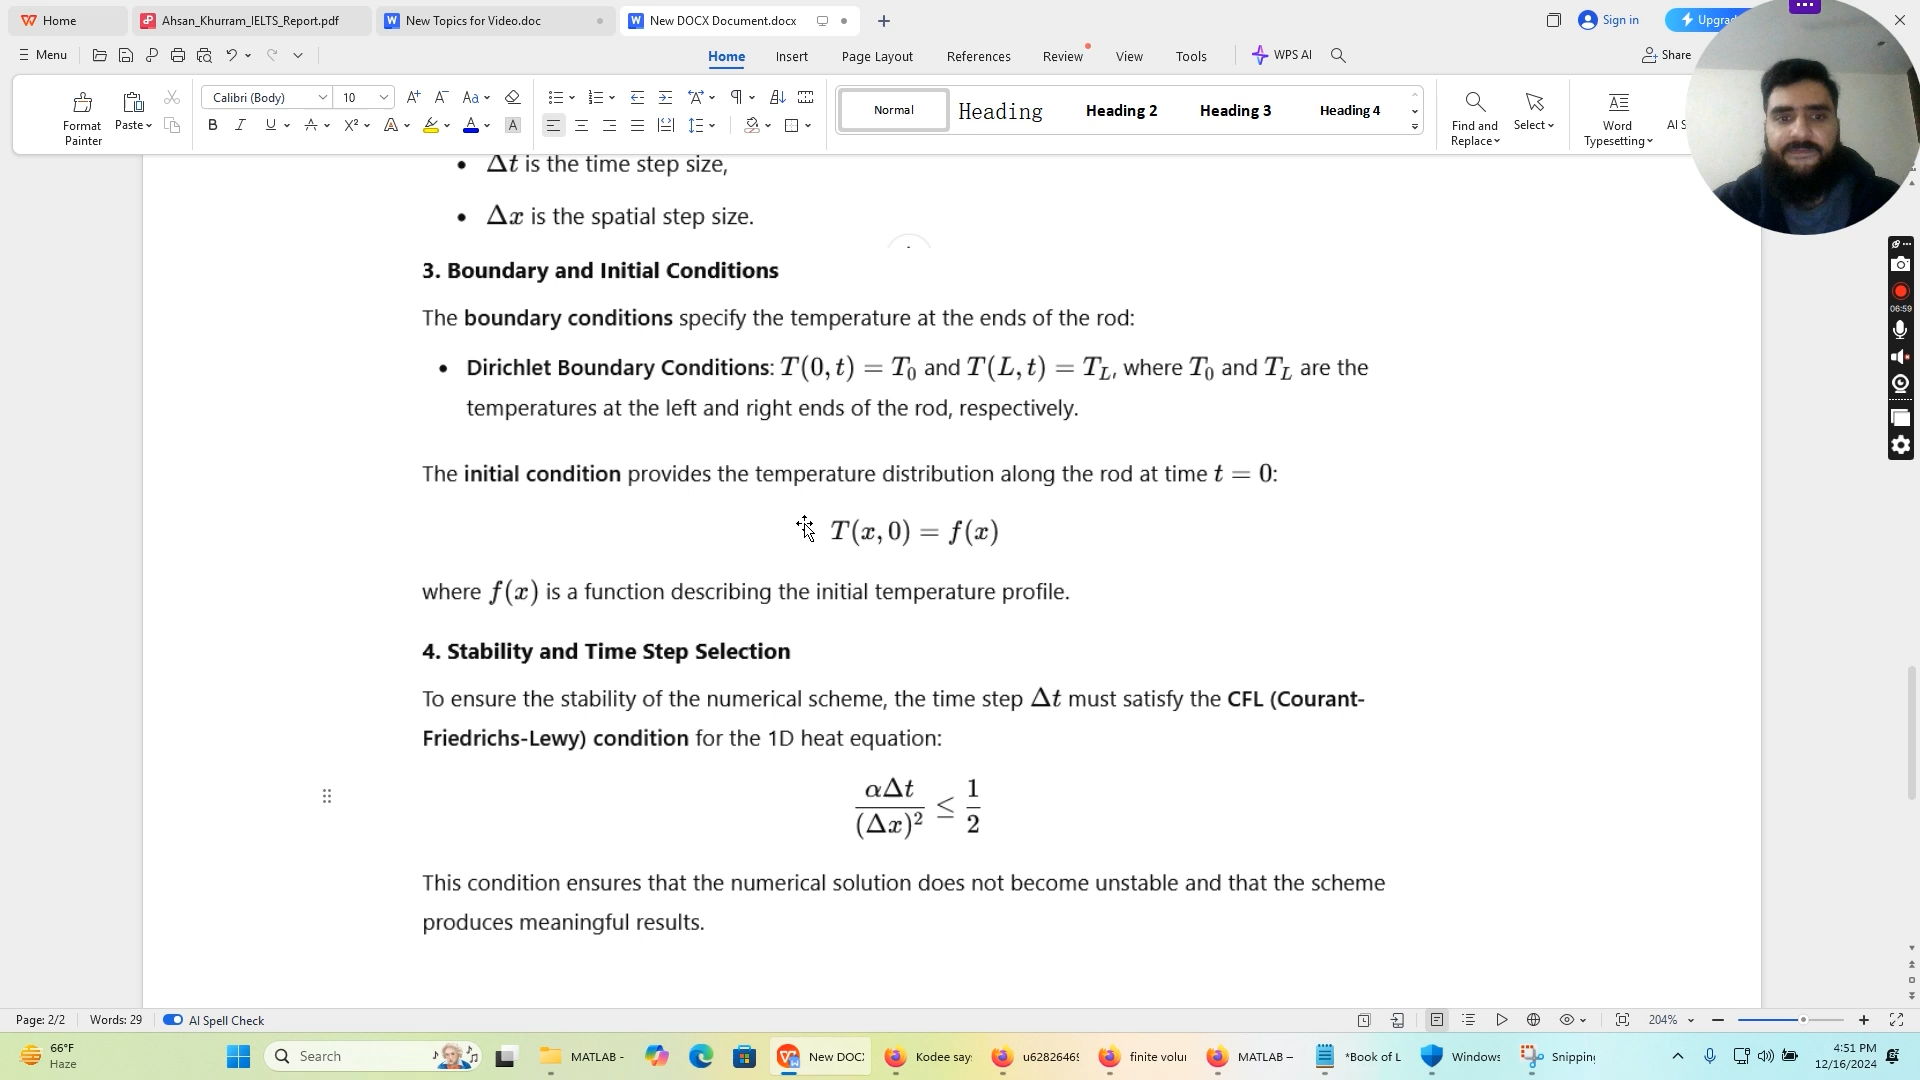 Home
Ahsan_Khurram_IELTS_Report.pdf
New Topics for Video.doc
New DOCX Document.docx
Sign in
Upgrad
Menu
Home
Insert
Page Layout
References
Review
View
Tools
WPS AI
Share
Format Painter
Paste
Calibri (Body)
10
Normal
Heading
Heading 2
Heading 3
Heading 4
Find and Replace
Select
Word Typesetting
AI S
06:59
• Δt is the time step size,
• Δx is the spatial step size.
3. Boundary and Initial Conditions
The boundary conditions specify the temperature at the ends of the rod:
• Dirichlet Boundary Conditions: T(0, t) = T₀ and T(L, t) = T_L, where T₀ and T_L are the
temperatures at the left and right ends of the rod, respectively.
The initial condition provides the temperature distribution along the rod at time t = 0:
T(x, 0) = f(x)
where f(x) is a function describing the initial temperature profile.
4. Stability and Time Step Selection
To ensure the stability of the numerical scheme, the time step Δt must satisfy the CFL (Courant-
Friedrichs-Lewy) condition for the 1D heat equation:
αΔt/(Δx)² ≤ 1/2
This condition ensures that the numerical solution does not become unstable and that the scheme
produces meaningful results.
Page: 2/2
Words: 29
AI Spell Check
204%
66°F
Haze
Search
MATLAB -
New DOC
Kodee say
u6282646
finite volu
MATLAB –
*Book of L
Windows
Snippin
4:51 PM
12/16/2024